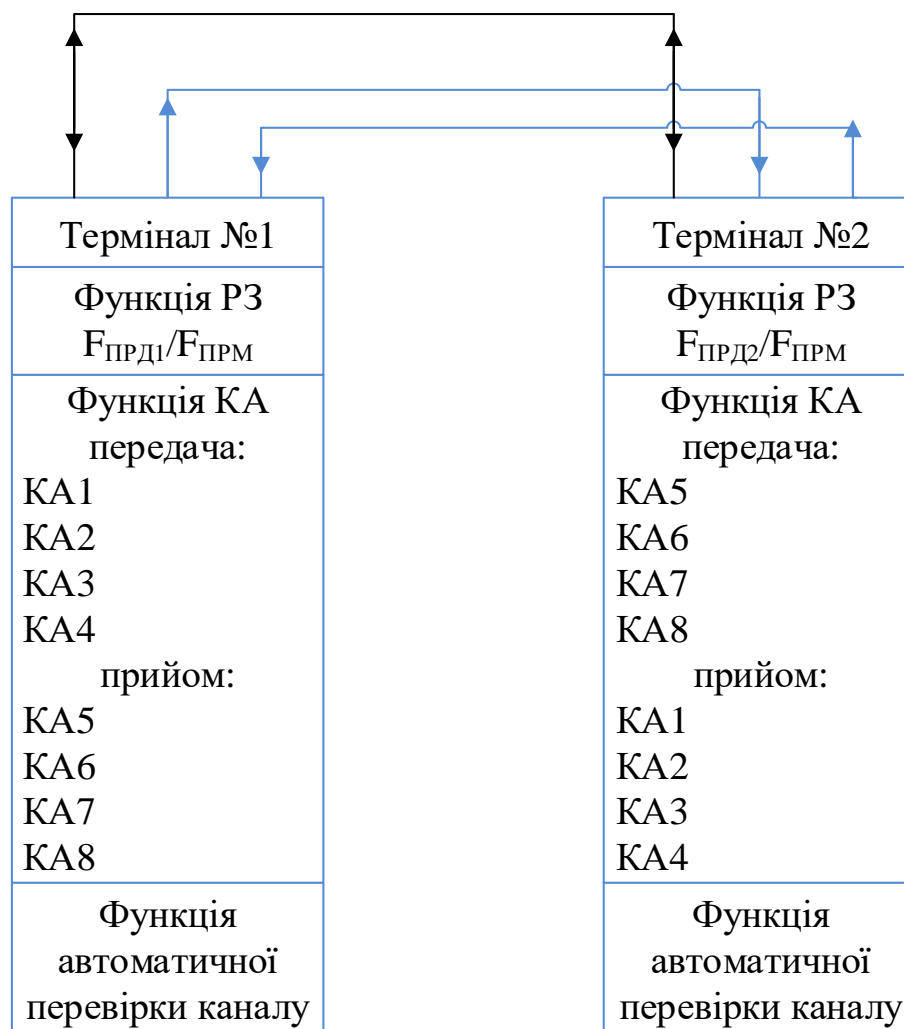 Термінал №1
Функція РЗ
FПРД1/FПРМ
Функція КА
передача:
КА1
КА2
КА3
КА4
прийом:
КА5
КА6
КА7
КА8
Функція
автоматичної
перевірки каналу
Термінал №2
Функція РЗ
FПРД2/FПРМ
Функція КА
передача:
КА5
КА6
КА7
КА8
прийом:
КА1
КА2
КА3
КА4
Функція
автоматичної
перевірки каналу